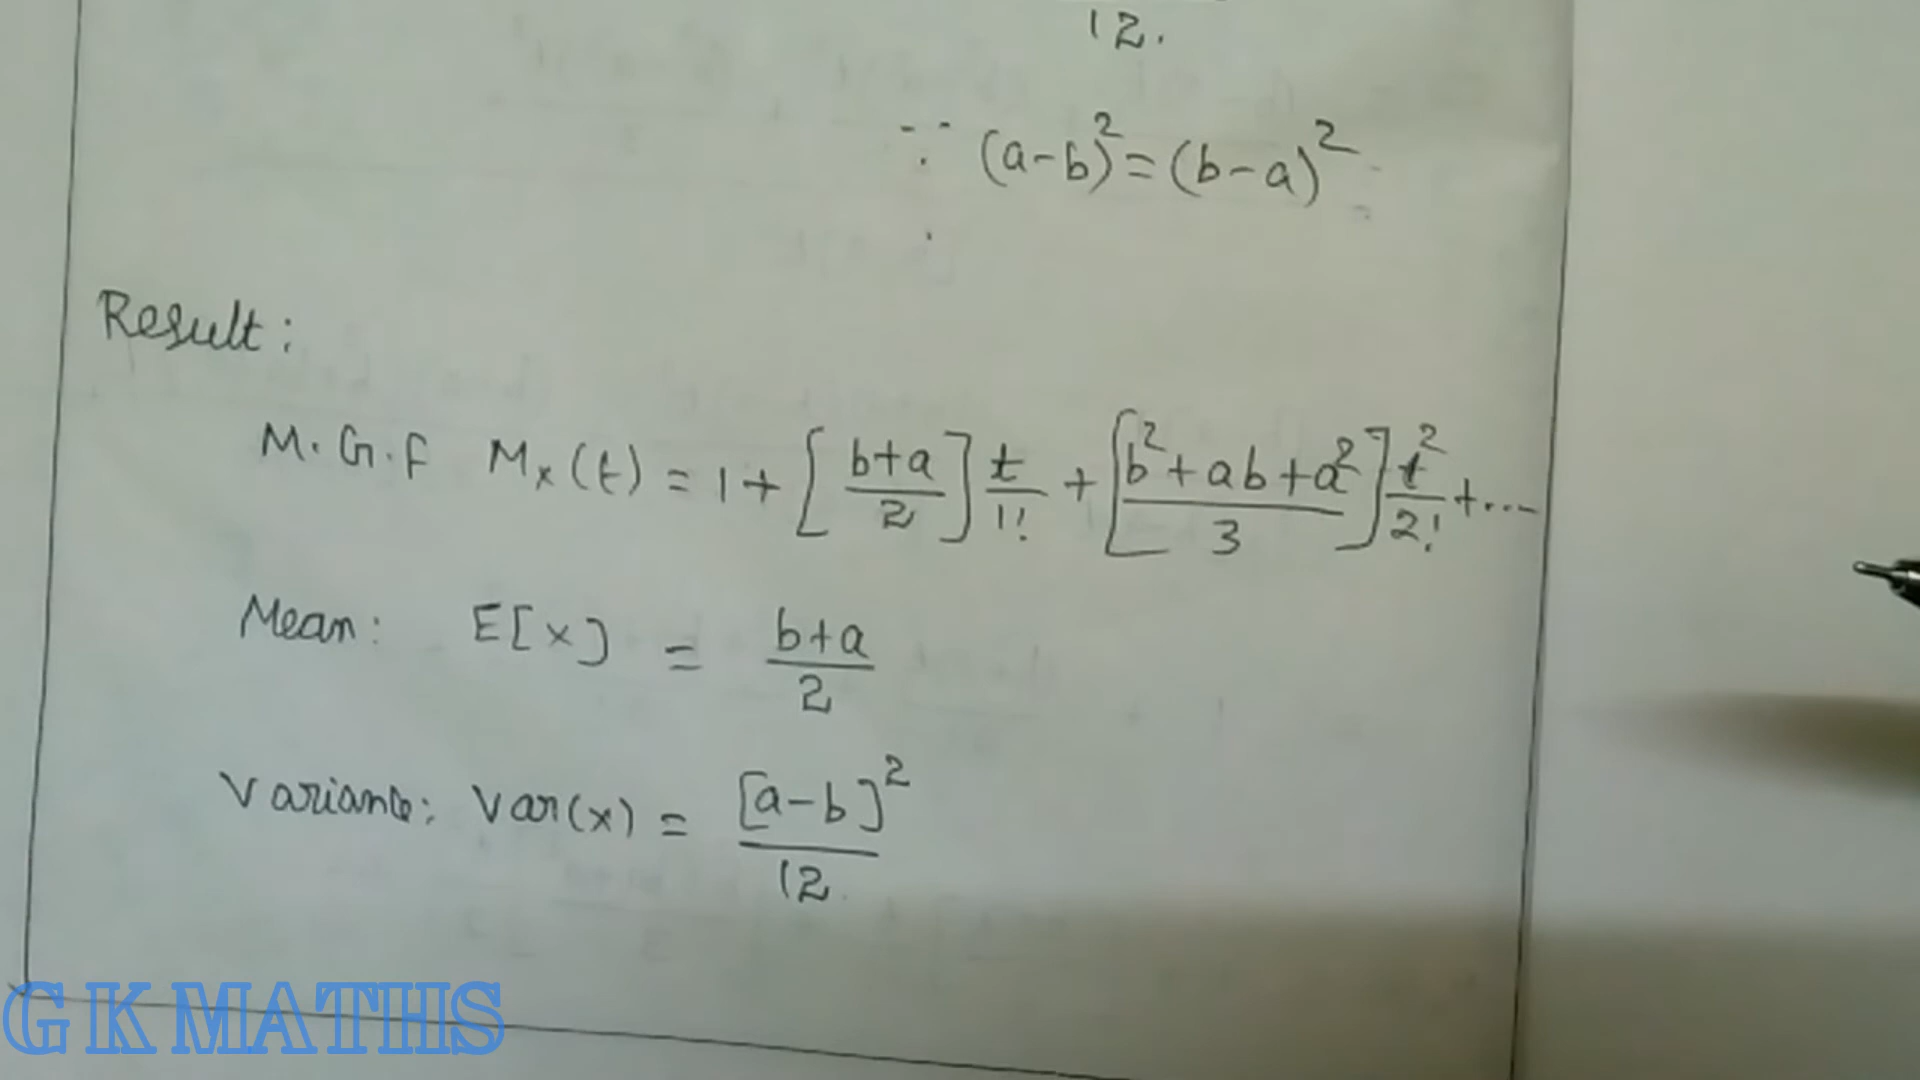 12.
∵ (a-b)² = (b-a)²
Result:
M.G.F Mx(t) = 1 + [b+a/2] t/1! + [b²+ab+a²/3] t²/2! + ...
Mean: E[x] = b+a/2
Variance: Var(x) = [a-b]²/12
GK MATHS